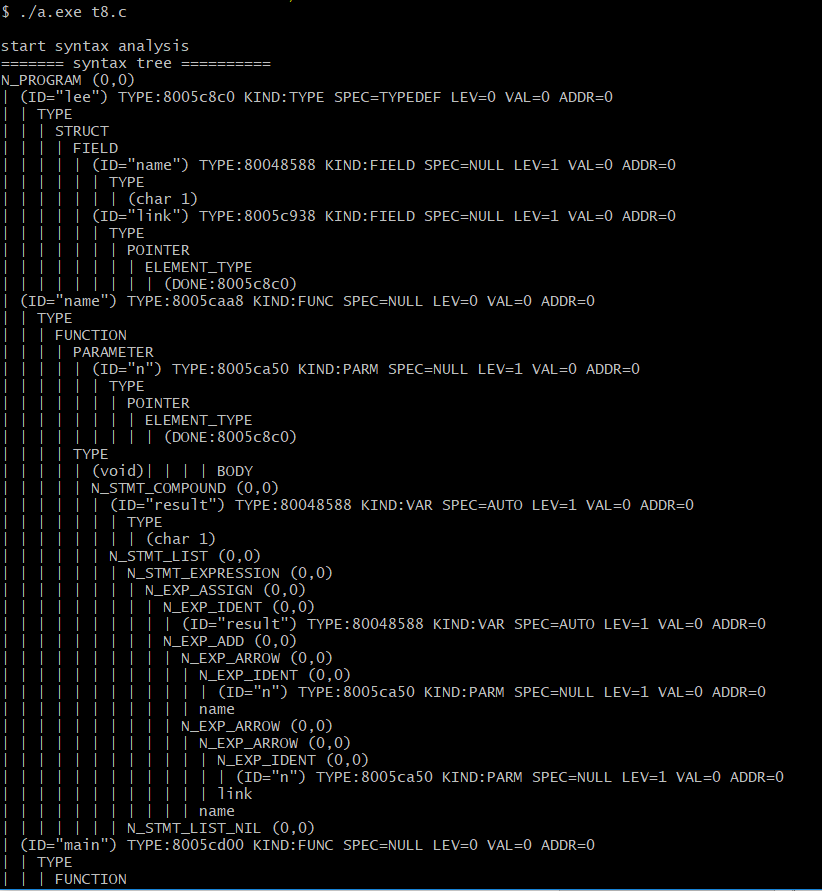 $ ./a.exe t8.c
start syntax analysis
======= syntax tree ==========
N_PROGRAM (0,0)
| (ID="lee") TYPE:8005c8c0 KIND:TYPE SPEC=TYPEDEF LEV=0 VAL=0 ADDR=0
| | TYPE
| | | STRUCT
| | | | FIELD
| | | | | (ID="name") TYPE:80048588 KIND:FIELD SPEC=NULL LEV=1 VAL=0 ADDR=0
| | | | | | TYPE
| | | | | | | (char 1)
| | | | | (ID="link") TYPE:8005c938 KIND:FIELD SPEC=NULL LEV=1 VAL=0 ADDR=0
| | | | | | TYPE
| | | | | | | POINTER
| | | | | | | | ELEMENT_TYPE
| | | | | | | | | (DONE:8005c8c0)
| (ID="name") TYPE:8005caa8 KIND:FUNC SPEC=NULL LEV=0 VAL=0 ADDR=0
| | TYPE
| | | FUNCTION
| | | | PARAMETER
| | | | | (ID="n") TYPE:8005ca50 KIND:PARM SPEC=NULL LEV=1 VAL=0 ADDR=0
| | | | | | TYPE
| | | | | | | POINTER
| | | | | | | | ELEMENT_TYPE
| | | | | | | | | (DONE:8005c8c0)
| | | | TYPE
| | | | | (void)| | | | BODY
| | | | | N_STMT_COMPOUND (0,0)
| | | | | | (ID="result") TYPE:80048588 KIND:VAR SPEC=AUTO LEV=1 VAL=0 ADDR=0
| | | | | | | TYPE
| | | | | | | | (char 1)
| | | | | | N_STMT_LIST (0,0)
| | | | | | | N_STMT_EXPRESSION (0,0)
| | | | | | | | N_EXP_ASSIGN (0,0)
| | | | | | | | | N_EXP_IDENT (0,0)
| | | | | | | | | | (ID="result") TYPE:80048588 KIND:VAR SPEC=AUTO LEV=1 VAL=0 ADDR=0
| | | | | | | | | N_EXP_ADD (0,0)
| | | | | | | | | | N_EXP_ARROW (0,0)
| | | | | | | | | | | N_EXP_IDENT (0,0)
| | | | | | | | | | | | (ID="n") TYPE:8005ca50 KIND:PARM SPEC=NULL LEV=1 VAL=0 ADDR=0
| | | | | | | | | | | name
| | | | | | | | | | N_EXP_ARROW (0,0)
| | | | | | | | | | | N_EXP_ARROW (0,0)
| | | | | | | | | | | | N_EXP_IDENT (0,0)
| | | | | | | | | | | | | (ID="n") TYPE:8005ca50 KIND:PARM SPEC=NULL LEV=1 VAL=0 ADDR=0
| | | | | | | | | | | | link
| | | | | | | | | | | name
| | | | | | | N_STMT_LIST_NIL (0,0)
| (ID="main") TYPE:8005cd00 KIND:FUNC SPEC=NULL LEV=0 VAL=0 ADDR=0
| | TYPE
| | | FUNCTION